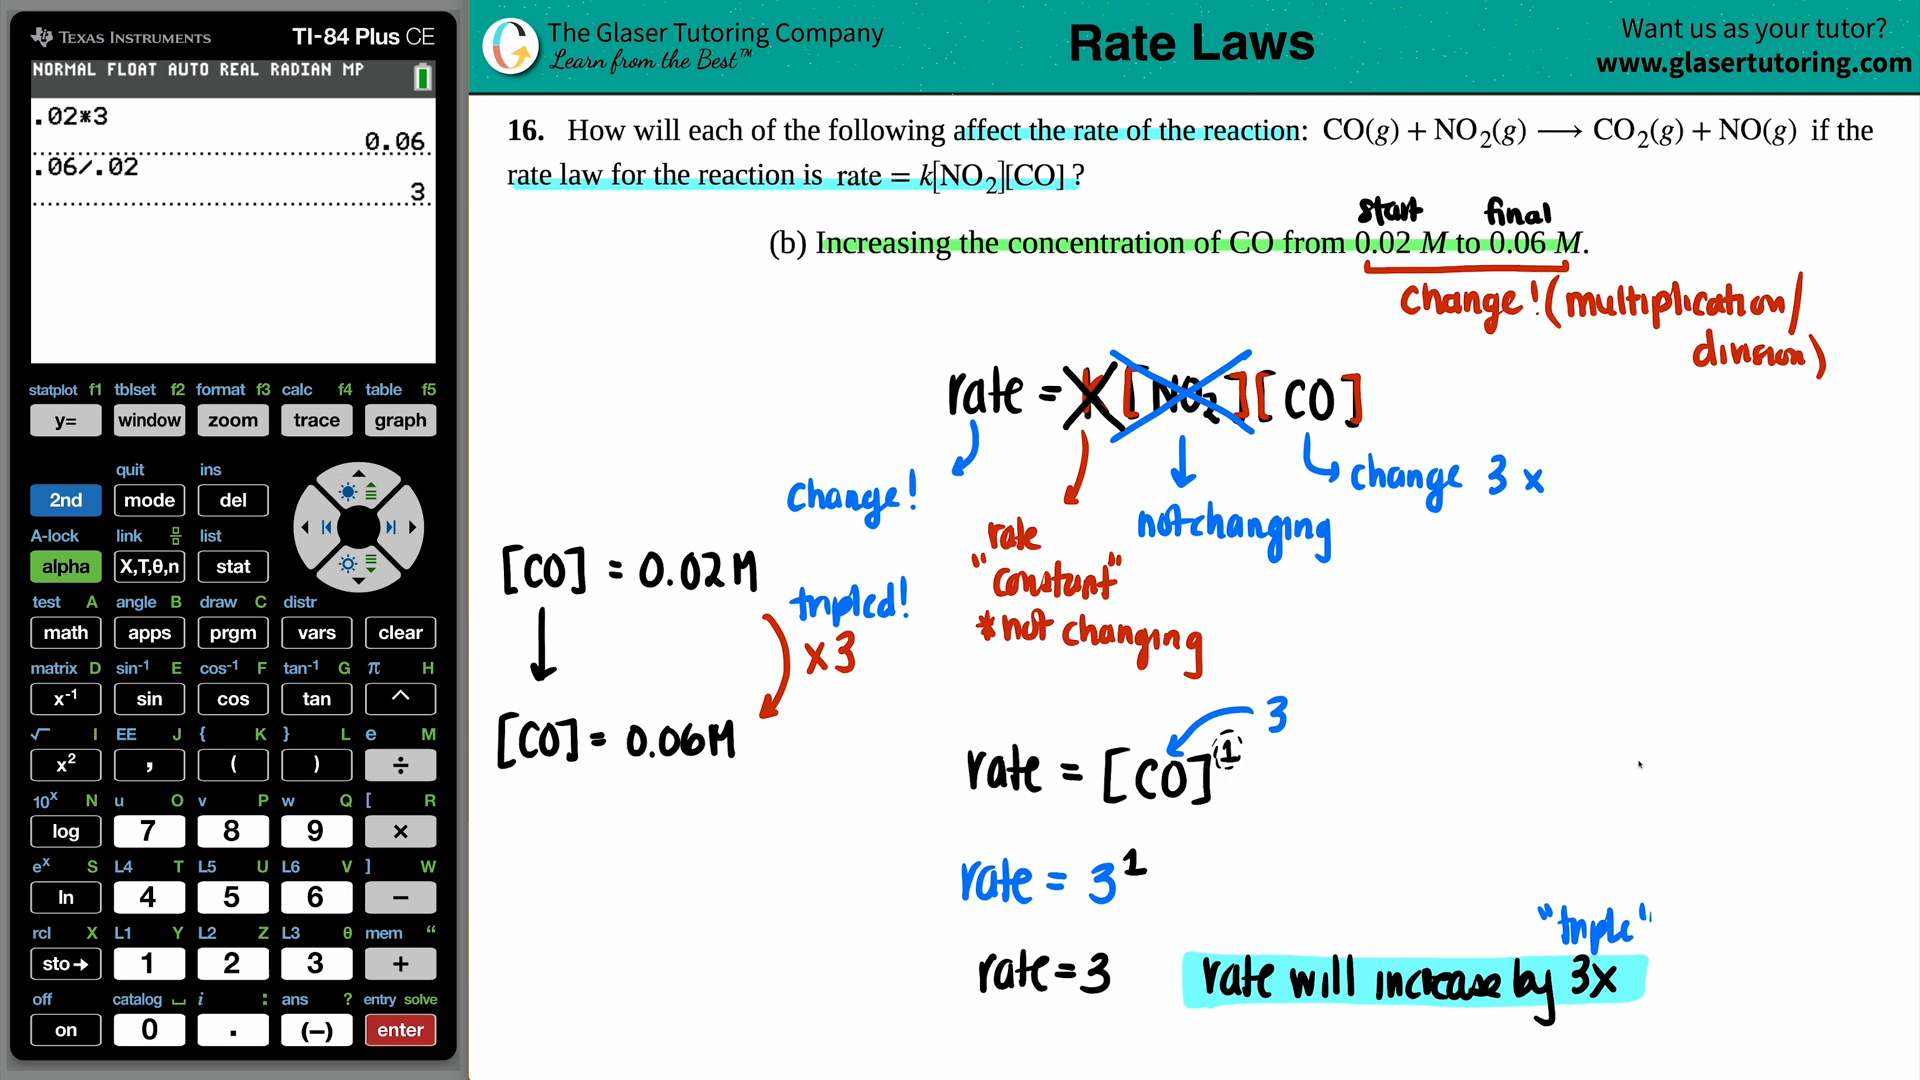 TEXAS INSTRUMENTS TI-84 Plus CE
NORMAL FLOAT AUTO REAL RADIAN MP
.02*3
0.06
.06/.02
3
statplot f1 tblset f2 format f3 calc f4 table f5
y= window zoom trace graph
quit ins
2nd mode del
A-lock link list
alpha X,T,θ,n stat
test A angle B draw C distr
math apps prgm vars clear
matrix D sin⁻¹ E cos⁻¹ F tan⁻¹ G π H
x⁻¹ sin cos tan ^
√ I EE J { K } L e M
x² , ( ) ÷
10ˣ N u O v P w Q [ R
log 7 8 9 ×
eˣ S L4 T L5 U L6 V ] W
ln 4 5 6 −
rcl X L1 Y L2 Z L3 θ mem “
sto→ 1 2 3 +
off catalog ⎵ i : ans ? entry solve
on 0 . (−) enter
The Glaser Tutoring Company
Learn from the Best™
Rate Laws
Want us as your tutor?
www.glasertutoring.com
16. How will each of the following affect the rate of the reaction: CO(g) + NO₂(g) ⟶ CO₂(g) + NO(g) if the
rate law for the reaction is rate = k[NO₂][CO] ?
start final
(b) Increasing the concentration of CO from 0.02 M to 0.06 M.
change! (multiplication/
division)
rate = k [NO₂] [CO]
change!
rate
"constant"
*not changing
not changing
change 3x
[CO] = 0.02M
tripled!
x3
[CO] = 0.06M
3
rate = [CO]¹
rate = 3¹
"triple"
rate = 3
rate will increase by 3x